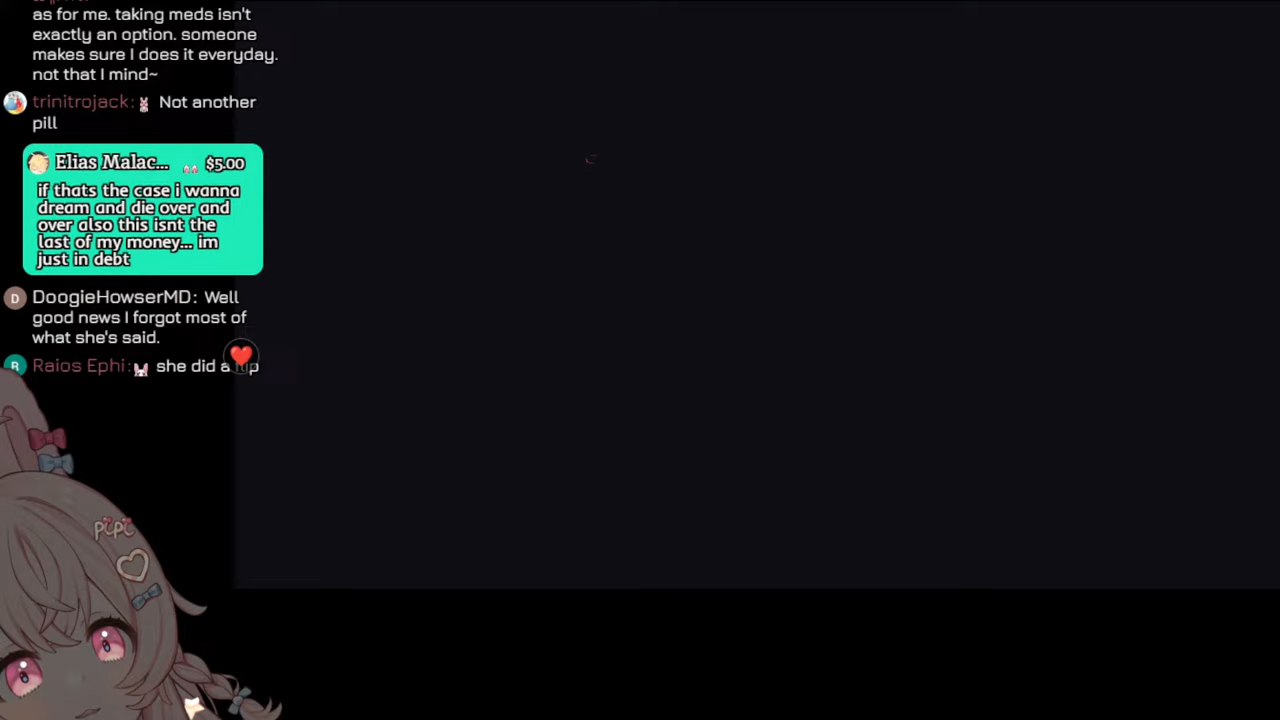 as for me. taking meds isn't
exactly an option. someone
makes sure I does it everyday.
not that I mind~
trinitrojack: Not another
pill
Elias Malac... $5.00
if thats the case i wanna
dream and die over and
over also this isnt the
last of my money... im
just in debt
D DoogieHowserMD: Well
good news I forgot most of
what she's said.
R Raios Ephi: she did a
pipi